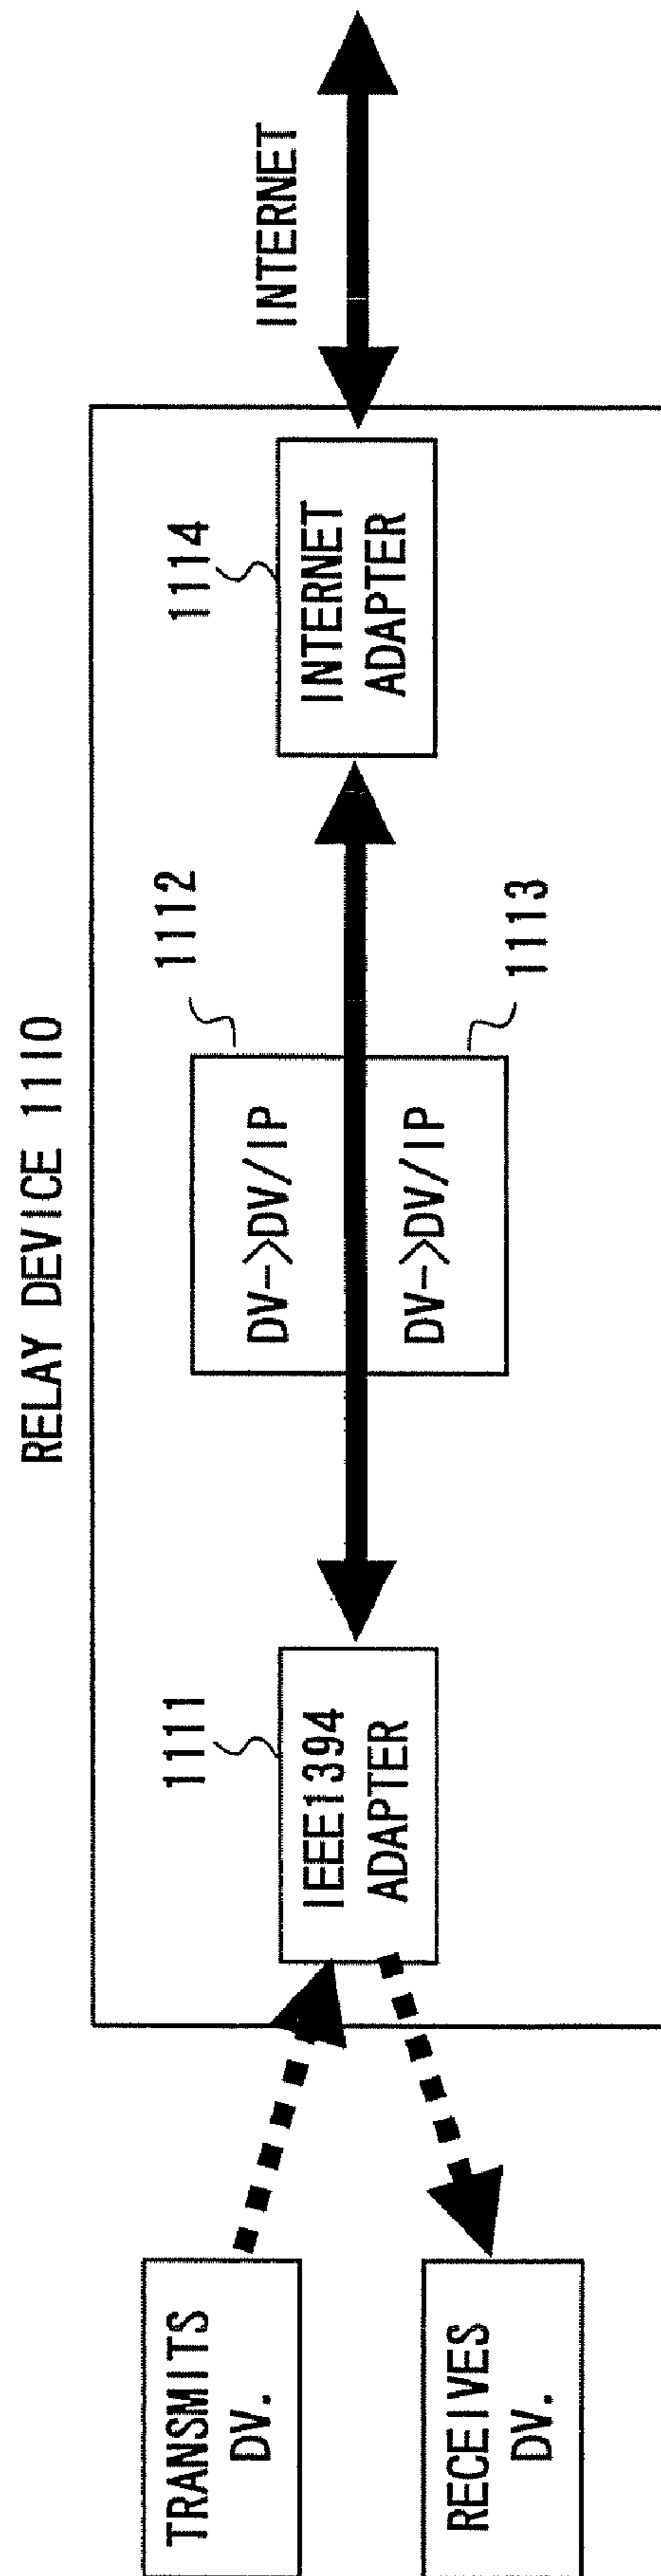 RELAY DEVICE 1110
TRANSMITS
DV.
RECEIVES
DV.
1111
IEEE1394
ADAPTER
1112
DV->DV/IP
DV->DV/IP
1113
1114
INTERNET
ADAPTER
INTERNET